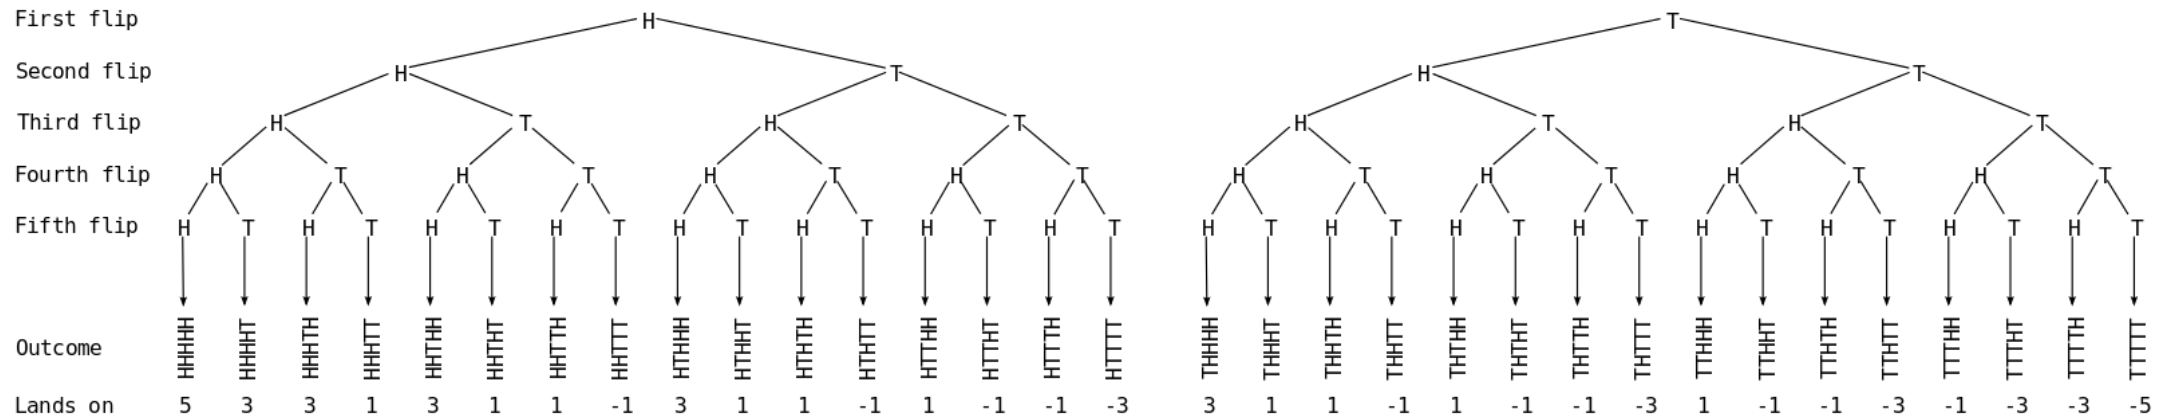 First flip H T
Second flip H T H T
Third flip H T H T H T H T
Fourth flip H T H T H T H T H T H T H T H T
Fifth flip H T H T H T H T H T H T H T H T H T H T H T H T H T H T H T H T
Outcome HHHHH HHHHT HHHTH HHHTT HHTHH HHTHT HHTTH HHTTT HTHHH HTHHT HTHTH HTHTT HTTHH HTTHT HTTTH HTTTT THHHH THHHT THHTH THHTT THTHH THTHT THTTH THTTT TTHHH TTHHT TTHTH TTHTT TTTHH TTTHT TTTTH TTTTT
Lands on 5 3 3 1 3 1 1 -1 3 1 1 -1 1 -1 -1 -3 3 1 1 -1 1 -1 -1 -3 1 -1 -1 -3 -1 -3 -3 -5